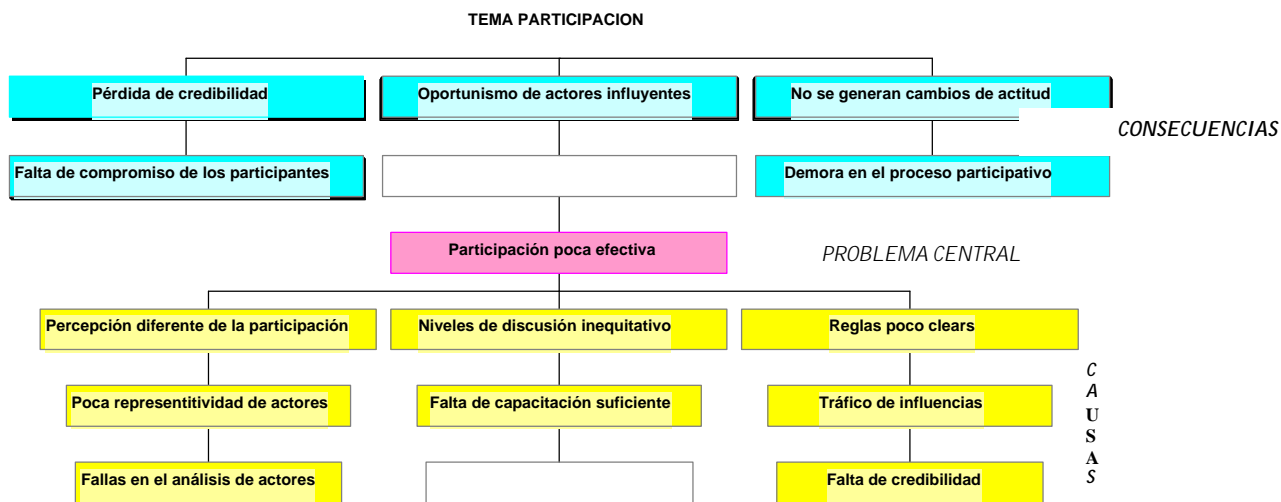 TEMA PARTICIPACION
Pérdida de credibilidad
Oportunismo de actores influyentes
No se generan cambios de actitud
CONSECUENCIAS
Falta de compromiso de los participantes
Demora en el proceso participativo
Participación poca efectiva
PROBLEMA CENTRAL
Percepción diferente de la participación
Niveles de discusión inequitativo
Reglas poco clears
Poca representitividad de actores
Falta de capacitación suficiente
Tráfico de influencias
CAUSAS
Fallas en el análisis de actores
Falta de credibilidad